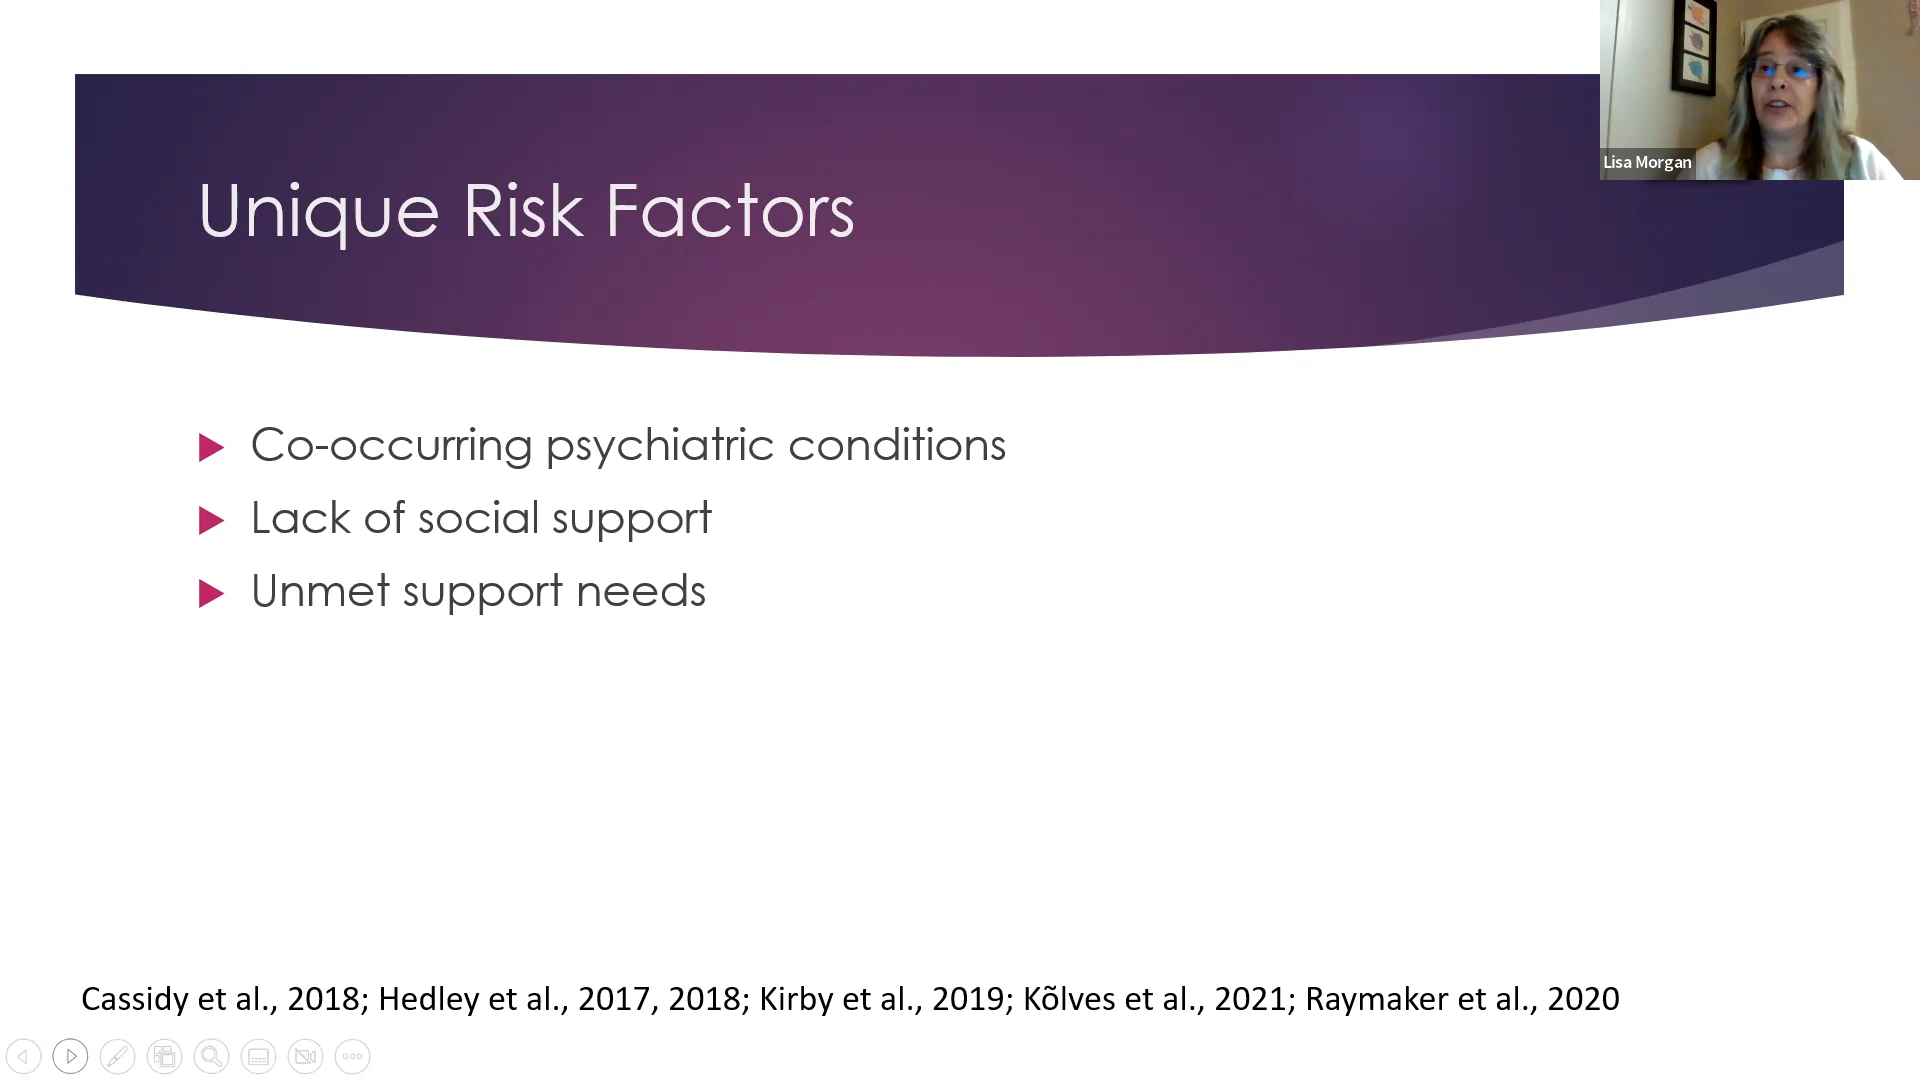 Lisa Morgan
Unique Risk Factors
Co-occurring psychiatric conditions
Lack of social support
Unmet support needs
Cassidy et al., 2018; Hedley et al., 2017, 2018; Kirby et al., 2019; Kõlves et al., 2021; Raymaker et al., 2020